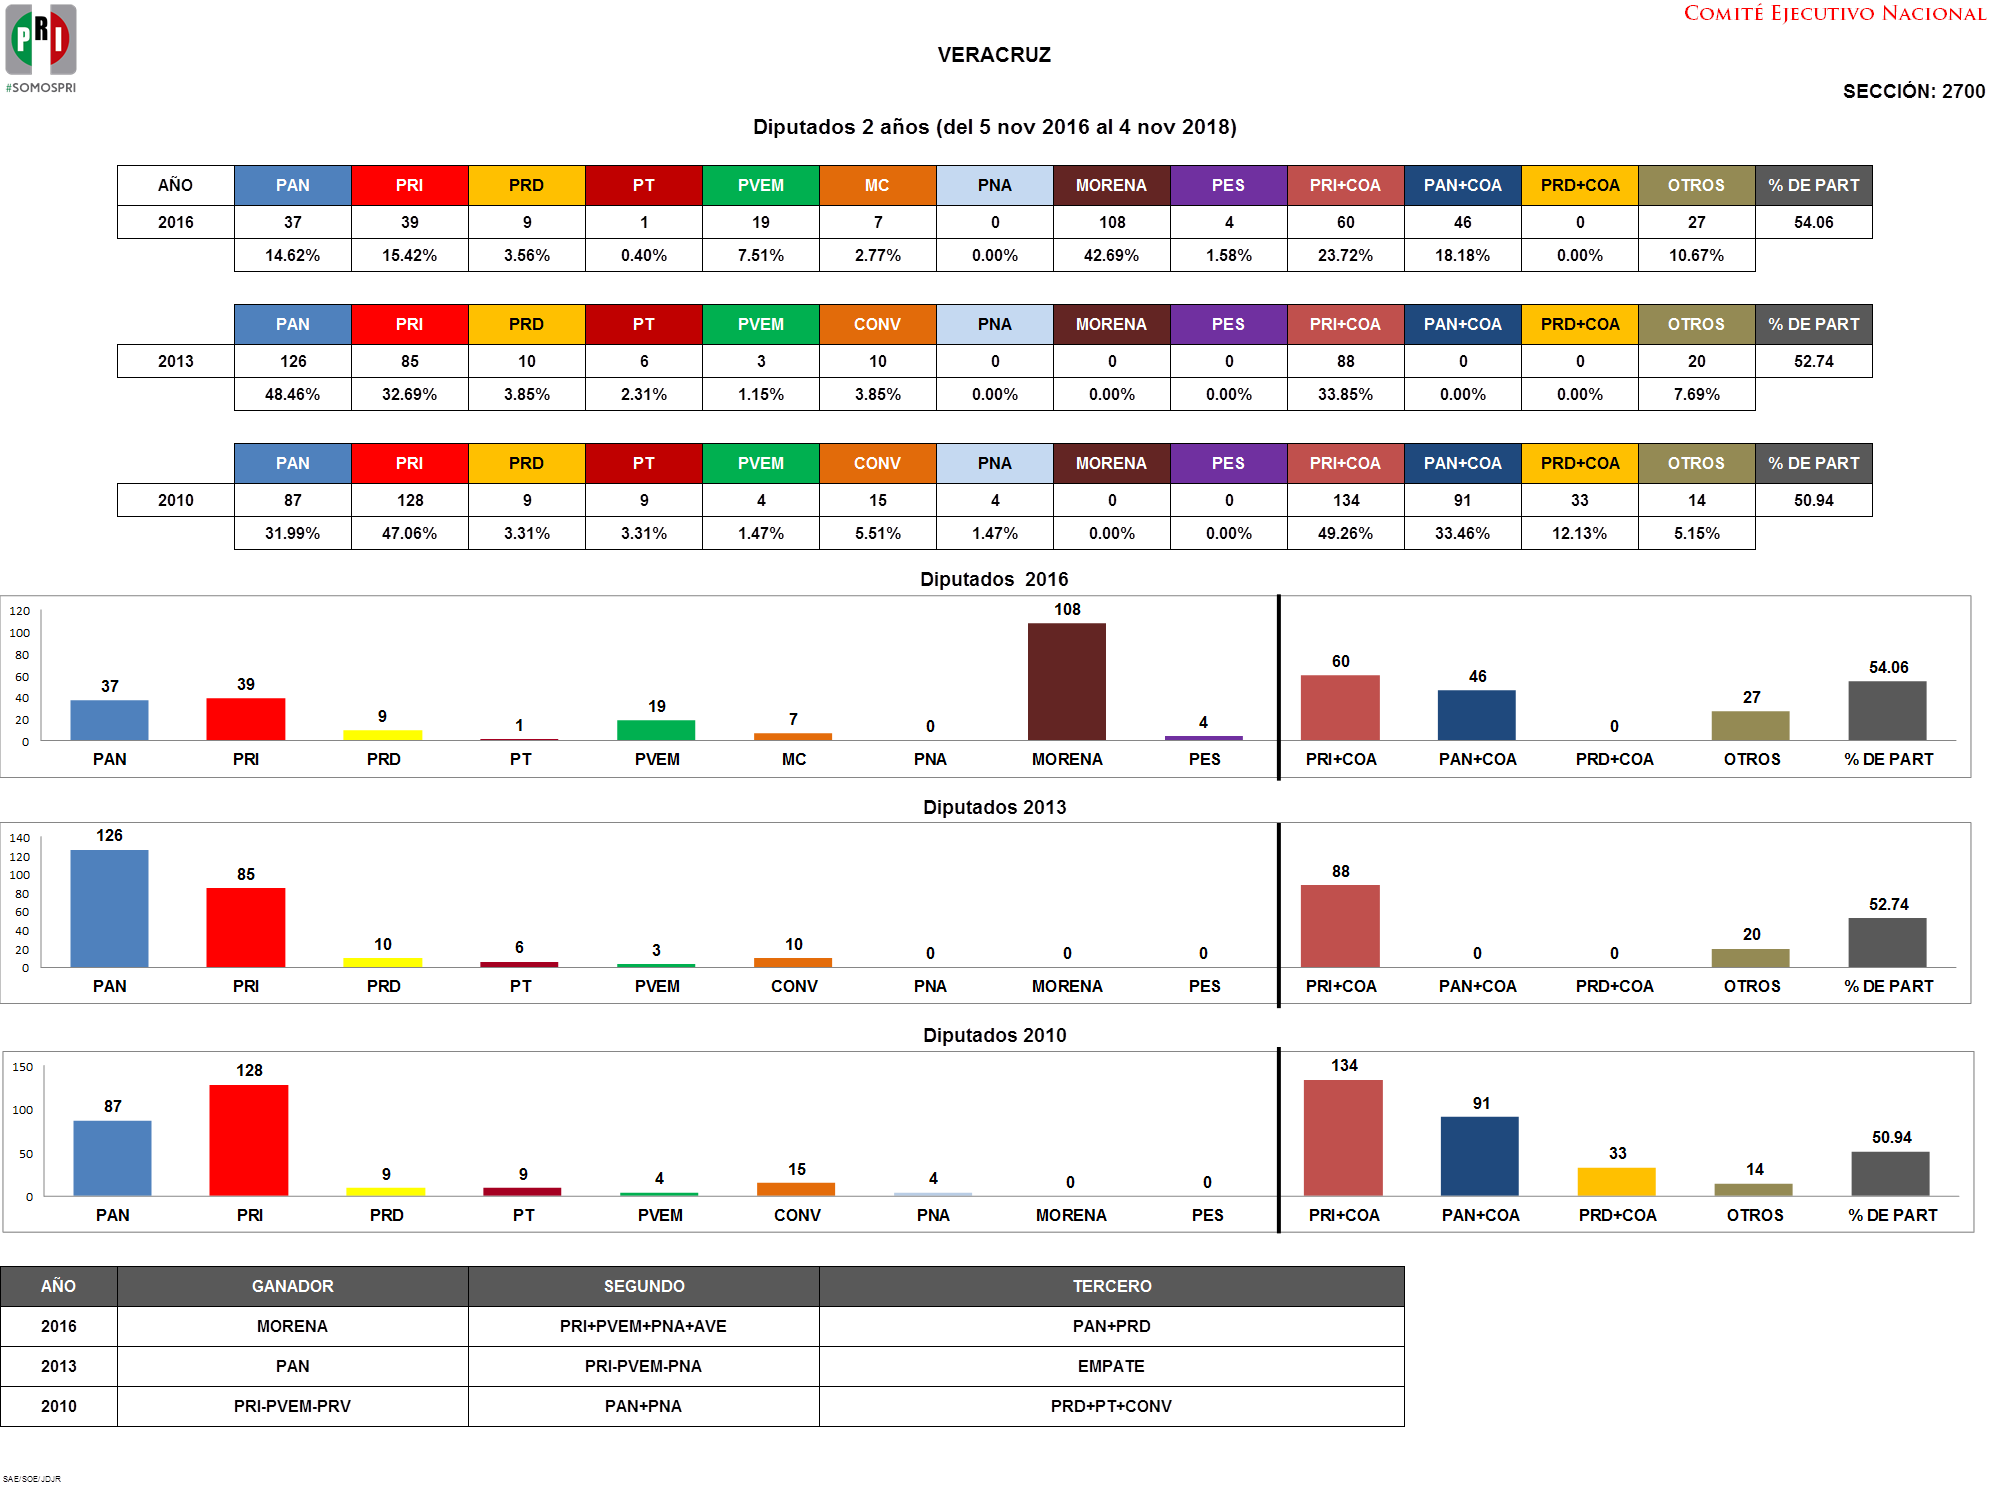 PRI
#SOMOSPRI
COMITÉ EJECUTIVO NACIONAL
VERACRUZ
SECCIÓN: 2700
Diputados 2 años (del 5 nov 2016 al 4 nov 2018)
AÑO PAN PRI PRD PT PVEM MC PNA MORENA PES PRI+COA PAN+COA PRD+COA OTROS % DE PART
2016 37 39 9 1 19 7 0 108 4 60 46 0 27 54.06
14.62% 15.42% 3.56% 0.40% 7.51% 2.77% 0.00% 42.69% 1.58% 23.72% 18.18% 0.00% 10.67%
PAN PRI PRD PT PVEM CONV PNA MORENA PES PRI+COA PAN+COA PRD+COA OTROS % DE PART
2013 126 85 10 6 3 10 0 0 0 88 0 0 20 52.74
48.46% 32.69% 3.85% 2.31% 1.15% 3.85% 0.00% 0.00% 0.00% 33.85% 0.00% 0.00% 7.69%
PAN PRI PRD PT PVEM CONV PNA MORENA PES PRI+COA PAN+COA PRD+COA OTROS % DE PART
2010 87 128 9 9 4 15 4 0 0 134 91 33 14 50.94
31.99% 47.06% 3.31% 3.31% 1.47% 5.51% 1.47% 0.00% 0.00% 49.26% 33.46% 12.13% 5.15%
Diputados 2016
120
100
80
60
40
20
0
37 39 9 1 19 7 0 108 4 60 46 0 27 54.06
PAN PRI PRD PT PVEM MC PNA MORENA PES PRI+COA PAN+COA PRD+COA OTROS % DE PART
Diputados 2013
140
120
100
80
60
40
20
0
126 85 10 6 3 10 0 0 0 88 0 0 20 52.74
PAN PRI PRD PT PVEM CONV PNA MORENA PES PRI+COA PAN+COA PRD+COA OTROS % DE PART
Diputados 2010
150
100
50
0
87 128 9 9 4 15 4 0 0 134 91 33 14 50.94
PAN PRI PRD PT PVEM CONV PNA MORENA PES PRI+COA PAN+COA PRD+COA OTROS % DE PART
AÑO GANADOR SEGUNDO TERCERO
2016 MORENA PRI+PVEM+PNA+AVE PAN+PRD
2013 PAN PRI-PVEM-PNA EMPATE
2010 PRI-PVEM-PRV PAN+PNA PRD+PT+CONV
SAE/SOE/JDJR